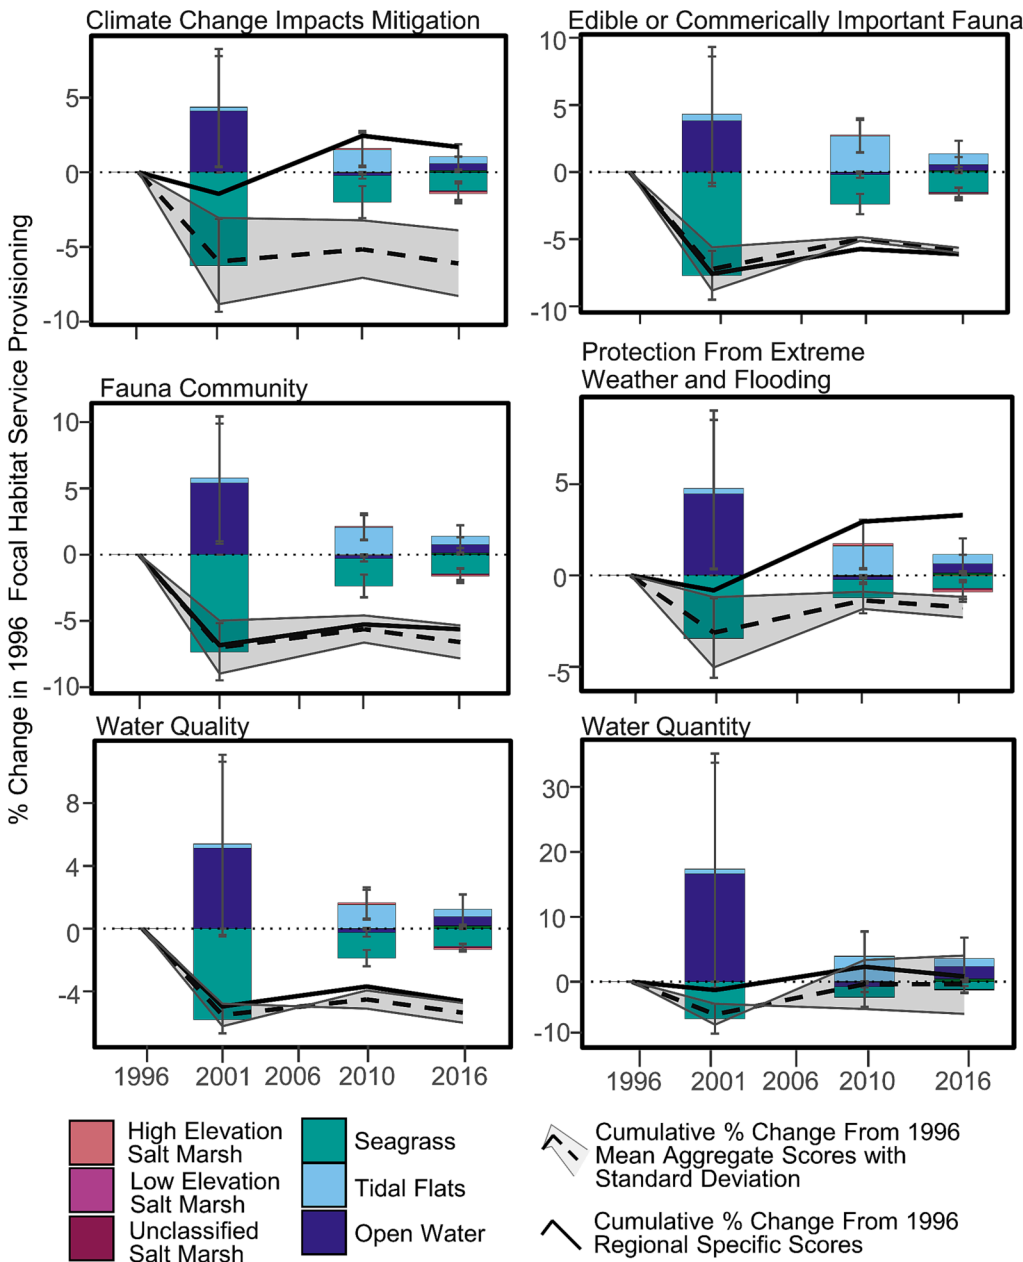 Climate Change Impacts Mitigation
Edible or Commerically Important Fauna
% Change in 1996 Focal Habitat Service Provisioning
5
0
-5
-10
10
5
0
-5
-10
Fauna Community
Protection From Extreme
Weather and Flooding
10
5
0
-5
-10
5
0
-5
Water Quality
Water Quantity
8
4
0
-4
30
20
10
0
-10
1996 2001 2006 2010 2016
1996 2001 2006 2010 2016
High Elevation
Salt Marsh
Low Elevation
Salt Marsh
Unclassified
Salt Marsh
Seagrass
Tidal Flats
Open Water
Cumulative % Change From 1996
Mean Aggregate Scores with
Standard Deviation
Cumulative % Change From 1996
Regional Specific Scores